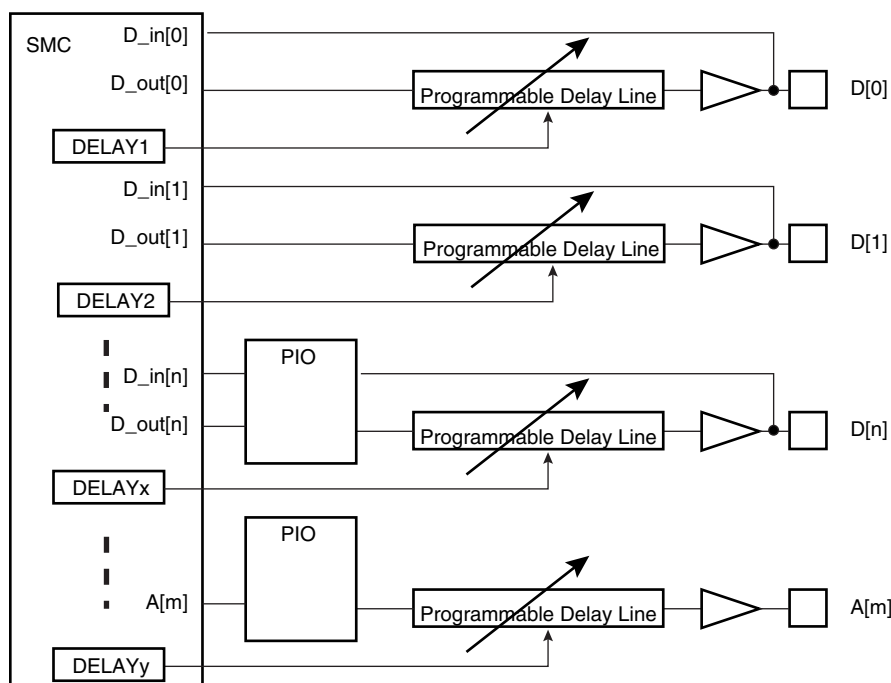 SMC
D_in[0]
D_out[0]
Programmable Delay Line
D[0]
DELAY1
D_in[1]
D_out[1]
Programmable Delay Line
D[1]
DELAY2
PIO
D_in[n]
D_out[n]
Programmable Delay Line
D[n]
DELAYx
PIO
A[m]
Programmable Delay Line
A[m]
DELAYy